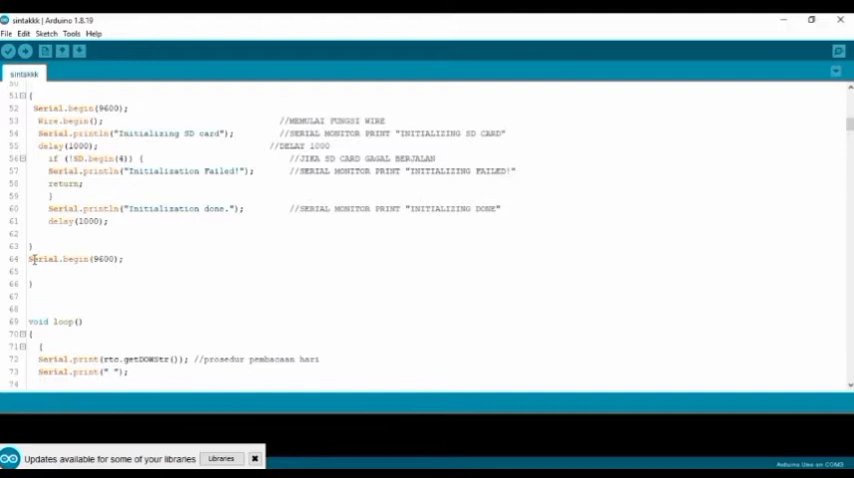 sintakkk | Arduino 1.8.19
File Edit Sketch Tools Help
sintakkk
50
51 {
52 Serial.begin(9600);
53 Wire.begin(); //MEMULAI FUNGSI WIRE
54 Serial.println("Initializing SD card"); //SERIAL MONITOR PRINT "INITIALIZING SD CARD"
55 delay(1000); //DELAY 1000
56 if (!SD.begin(4)) { //JIKA SD CARD GAGAL BERJALAN
57 Serial.println("Initialization Failed!"); //SERIAL MONITOR PRINT "INITIALIZING FAILED!"
58 return;
59 }
60 Serial.println("Initialization done."); //SERIAL MONITOR PRINT "INITIALIZING DONE"
61 delay(1000);
62
63 }
64 Serial.begin(9600);
65
66 }
67
68
69 void loop()
70 {
71 {
72 Serial.print(rtc.getDOWStr()); //prosedur pembacaan hari
73 Serial.print(" ");
74
Updates available for some of your libraries Libraries
Arduino Uno on COM3